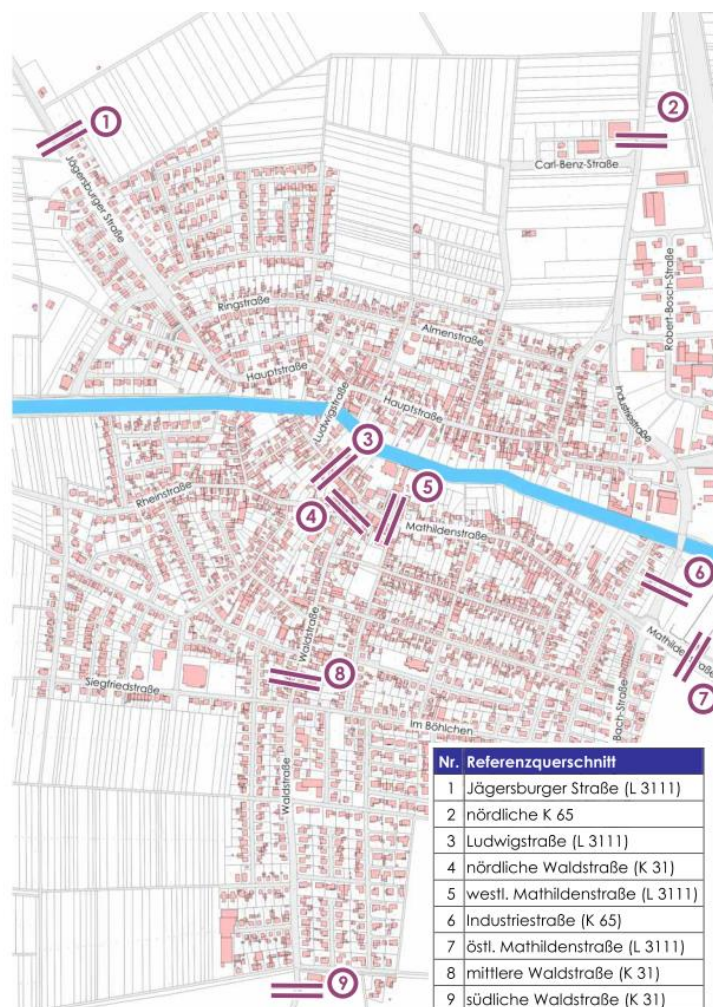 1
2
Carl-Benz-Straße
Jägersburger Straße
Robert-Bosch-Straße
Ringstraße
Almenstraße
Hauptstraße
Hauptstraße
Industriestraße
Ludwigstraße
3
5
Rheinstraße
4
Mathildenstraße
6
Waldstraße
7
8
Siegfriedstraße
Im Böhlchen
Bach-Straße
Waldstraße
9
Nr. Referenzquerschnitt
1 Jägersburger Straße (L 3111)
2 nördliche K 65
3 Ludwigstraße (L 3111)
4 nördliche Waldstraße (K 31)
5 westl. Mathildenstraße (L 3111)
6 Industriestraße (K 65)
7 östl. Mathildenstraße (L 3111)
8 mittlere Waldstraße (K 31)
9 südliche Waldstraße (K 31)